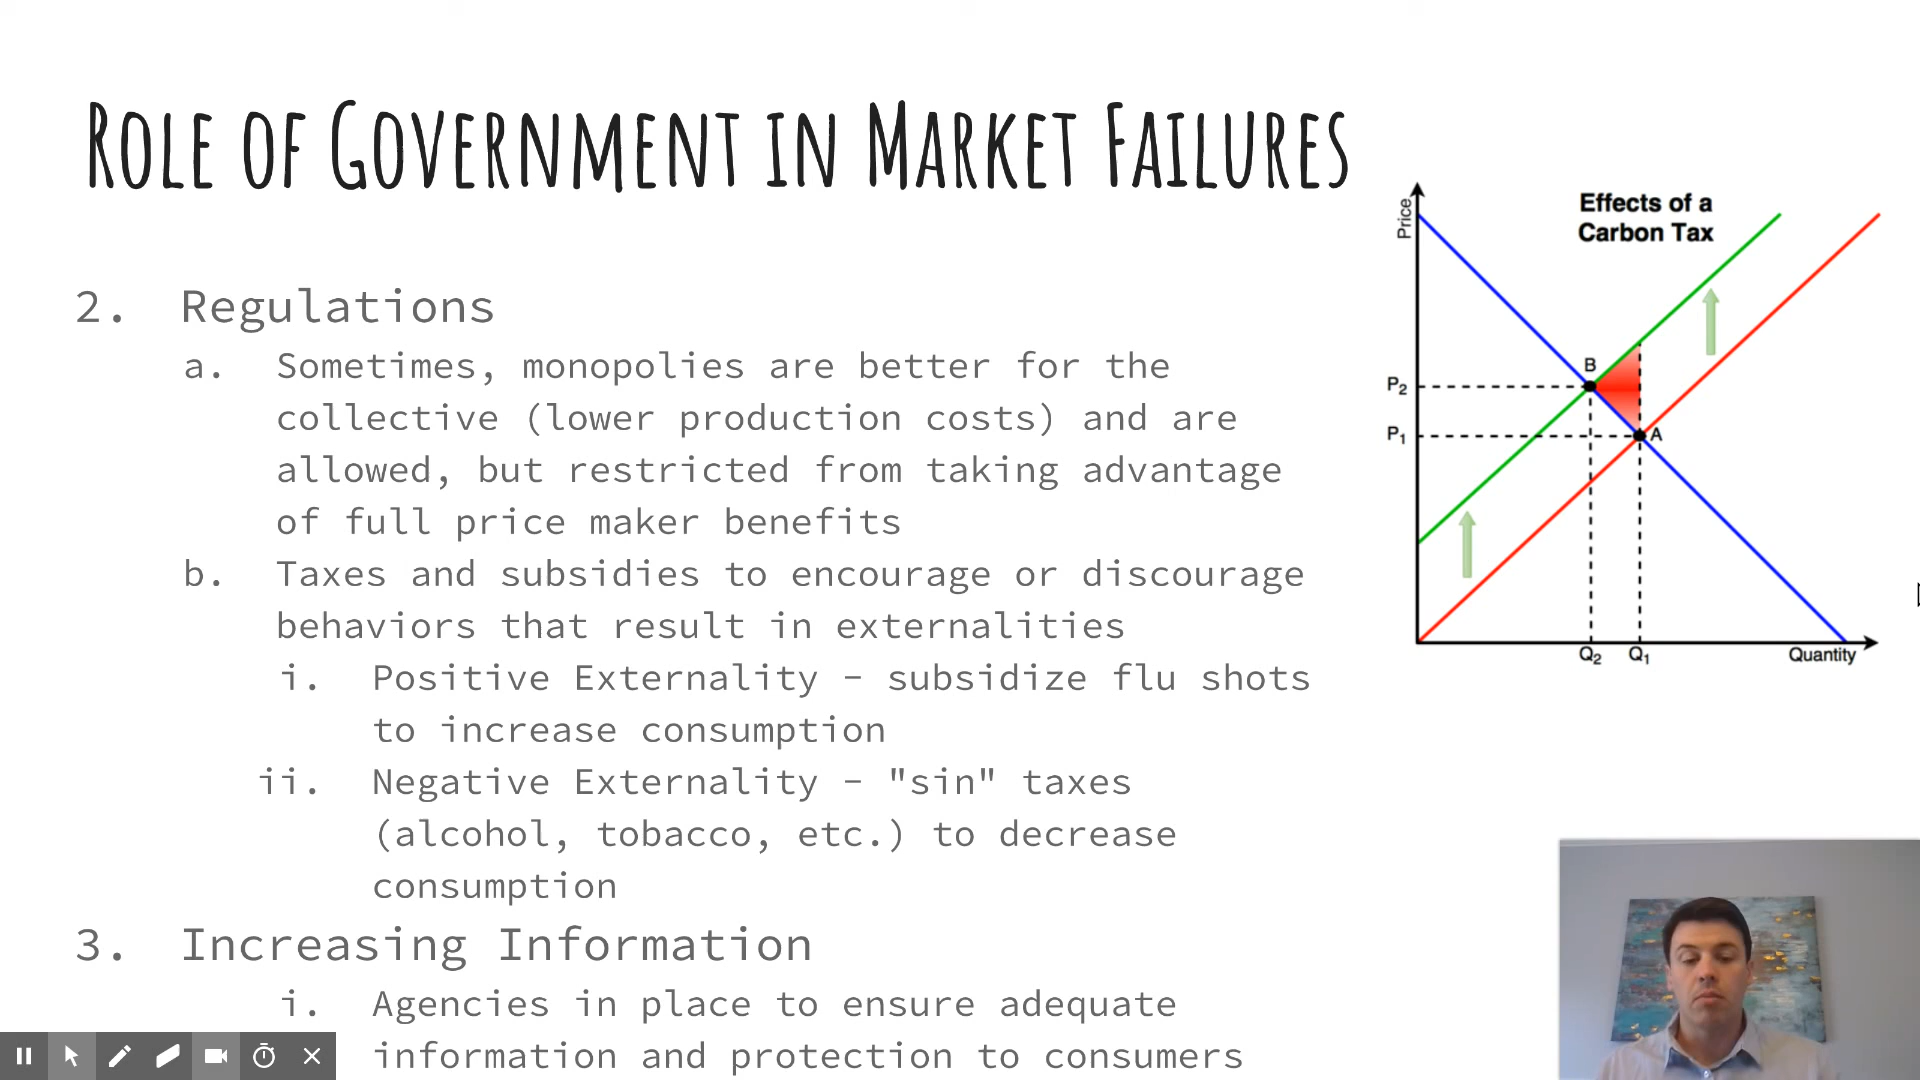 Role of Government in Market Failures
2. Regulations
a. Sometimes, monopolies are better for the
collective (lower production costs) and are
allowed, but restricted from taking advantage
of full price maker benefits
b. Taxes and subsidies to encourage or discourage
behaviors that result in externalities
i. Positive Externality - subsidize flu shots
to increase consumption
ii. Negative Externality - "sin" taxes
(alcohol, tobacco, etc.) to decrease
consumption
3. Increasing Information
i. Agencies in place to ensure adequate
information and protection to consumers
Effects of a
Carbon Tax
Price
B
P2
P1
A
Q2 Q1 Quantity